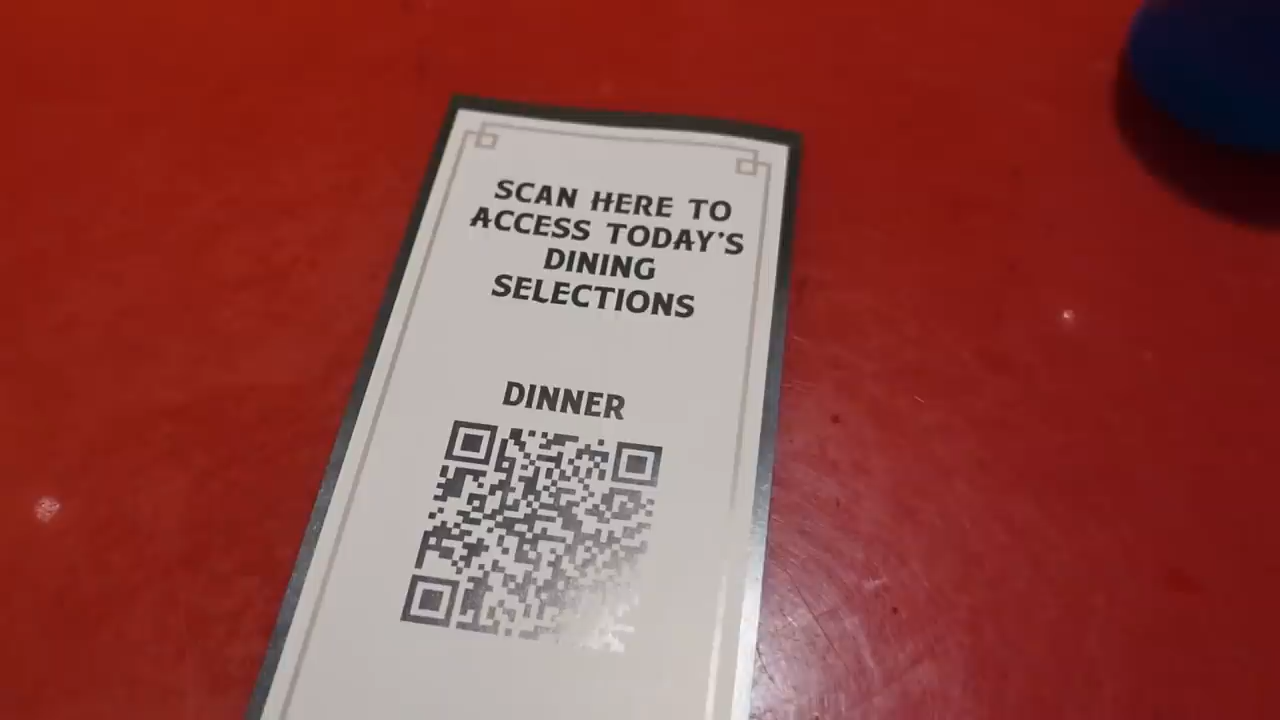 SCAN HERE TO
ACCESS TODAY'S
DINING
SELECTIONS
DINNER